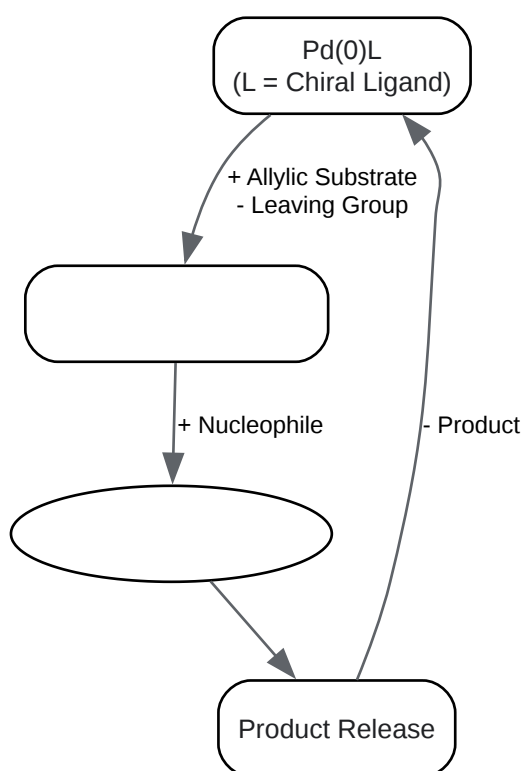 Pd(0)L
(L = Chiral Ligand)
+ Allylic Substrate
- Leaving Group
+ Nucleophile
- Product
Product Release